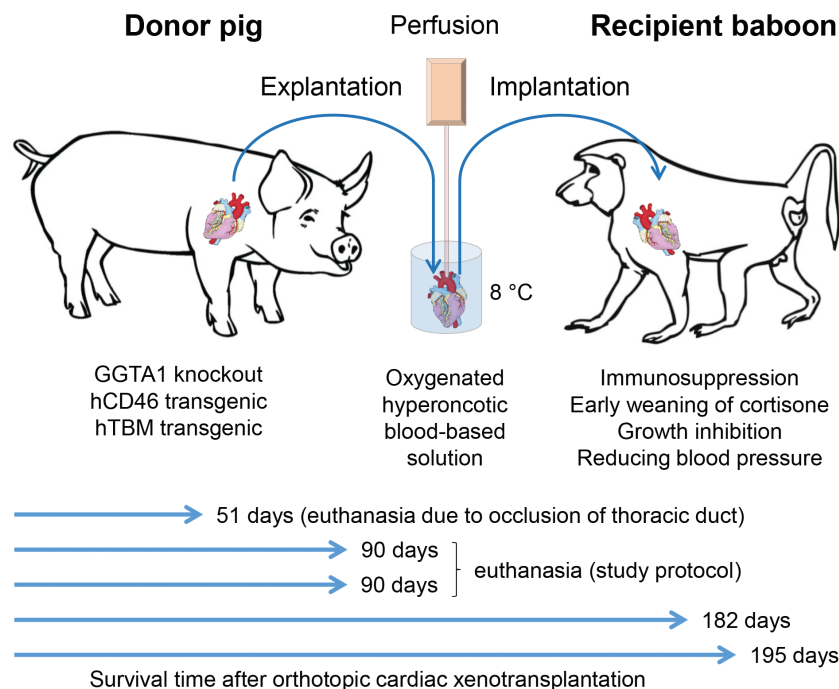 Donor pig
Perfusion
Recipient baboon
Explantation
Implantation
8 °C
GGTA1 knockout
hCD46 transgenic
hTBM transgenic
Oxygenated
hyperoncotic
blood-based
solution
Immunosuppression
Early weaning of cortisone
Growth inhibition
Reducing blood pressure
51 days (euthanasia due to occlusion of thoracic duct)
90 days
90 days
euthanasia (study protocol)
182 days
195 days
Survival time after orthotopic cardiac xenotransplantation